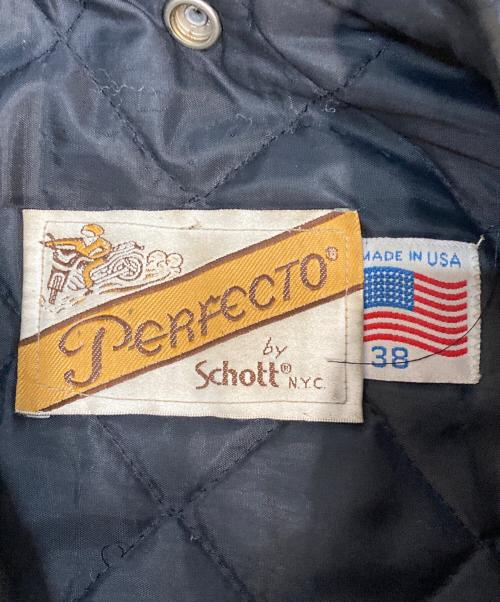 PERFECTO®
by
Schott® N.Y.C.
MADE IN USA
38